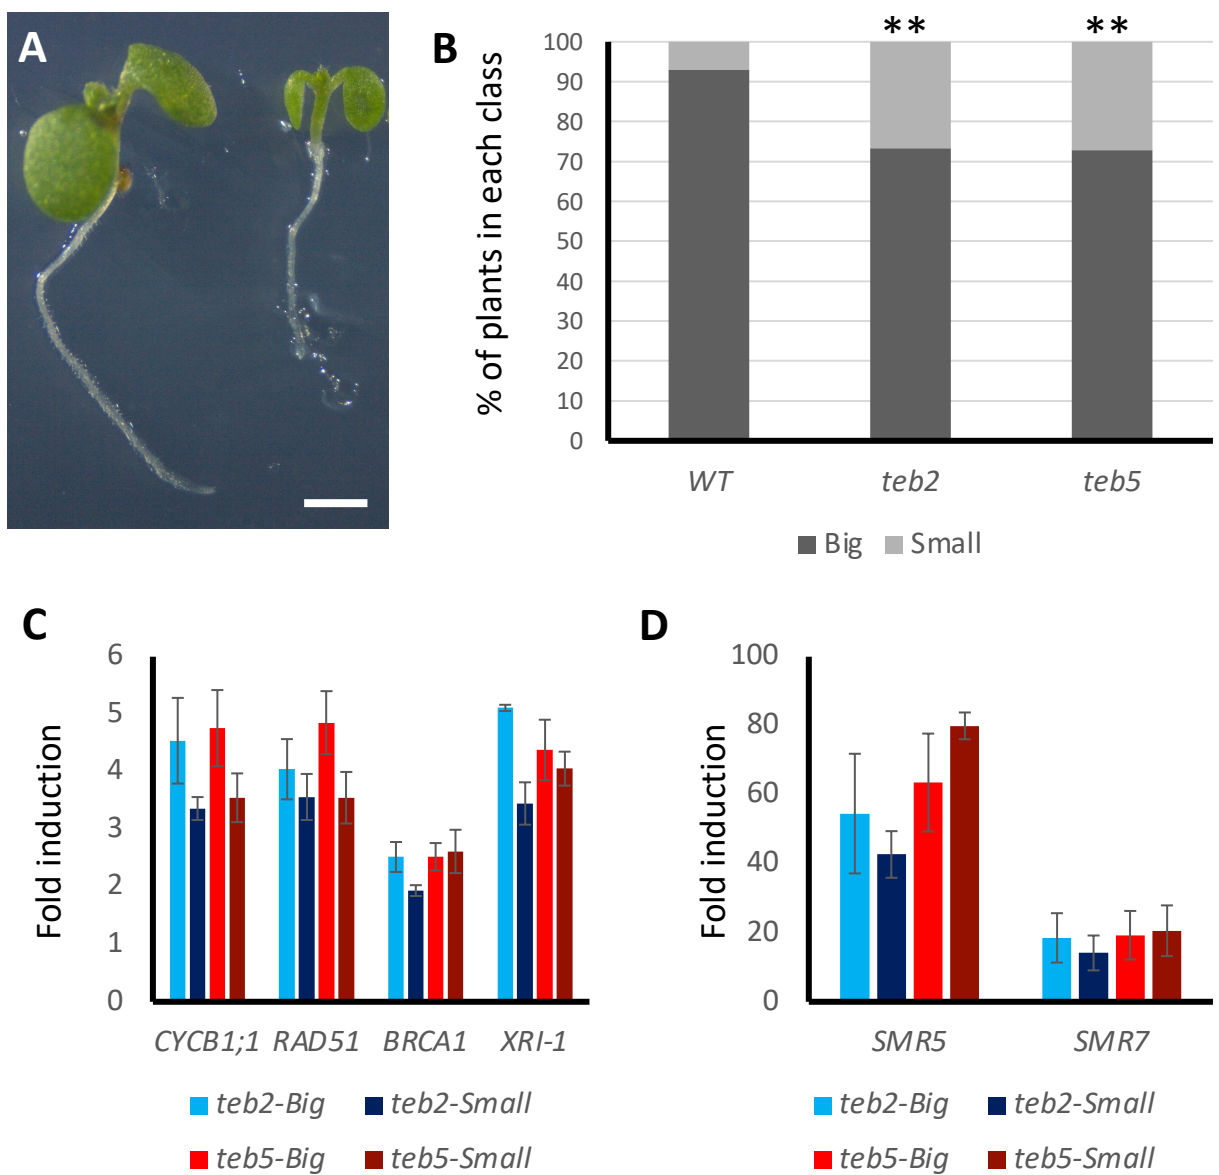 A
B
** **
% of plants in each class
100
90
80
70
60
50
40
30
20
10
0
WT teb2 teb5
Big Small
C
Fold induction
6
5
4
3
2
1
0
CYCB1;1 RAD51 BRCA1 XRI-1
teb2-Big teb2-Small
teb5-Big teb5-Small
D
Fold induction
100
80
60
40
20
0
SMR5 SMR7
teb2-Big teb2-Small
teb5-Big teb5-Small